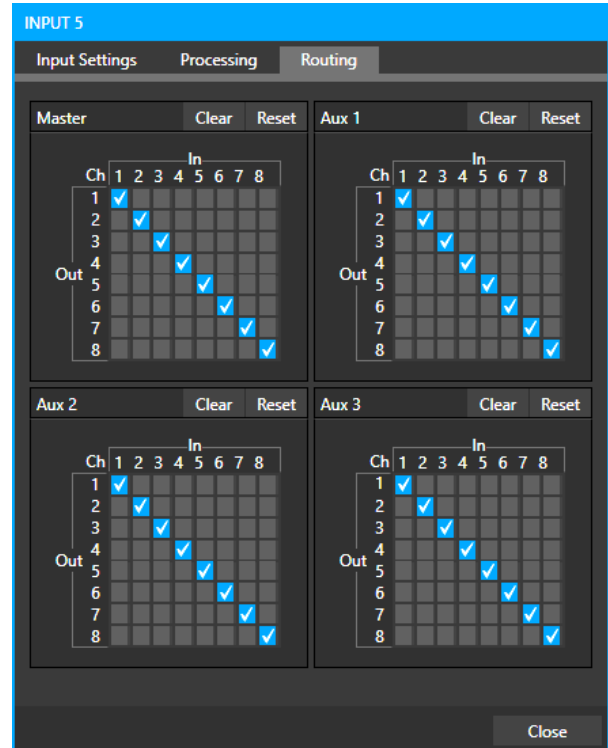 INPUT 5
Input Settings Processing Routing
Master Clear Reset Aux 1 Clear Reset
In In
Ch 1 2 3 4 5 6 7 8 Ch 1 2 3 4 5 6 7 8
1 1
2 2
3 3
4 4
Out Out
5 5
6 6
7 7
8 8
Aux 2 Clear Reset Aux 3 Clear Reset
In In
Ch 1 2 3 4 5 6 7 8 Ch 1 2 3 4 5 6 7 8
1 1
2 2
3 3
4 4
Out Out
5 5
6 6
7 7
8 8
Close